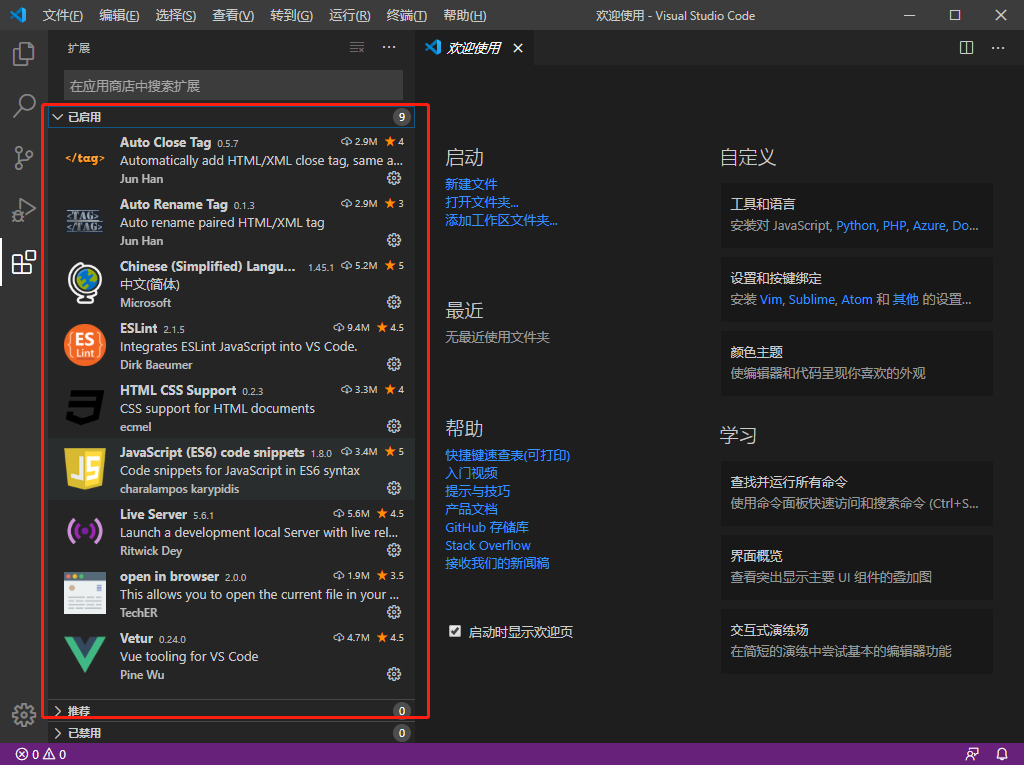 文件(F) 编辑(E) 选择(S) 查看(V) 转到(G) 运行(R) 终端(T) 帮助(H) 欢迎使用 - Visual Studio Code
扩展
在应用商店中搜索扩展
已启用 9
</tag>
Auto Close Tag 0.5.7 2.9M 4
Automatically add HTML/XML close tag, same a...
Jun Han
<TAG>
<TAG>
Auto Rename Tag 0.1.3 2.9M 3
Auto rename paired HTML/XML tag
Jun Han
Chinese (Simplified) Langu... 1.45.1 5.2M 5
中文(简体)
Microsoft
ES
Lint
ESLint 2.1.5 9.4M 4.5
Integrates ESLint JavaScript into VS Code.
Dirk Baeumer
HTML CSS Support 0.2.3 3.3M 4
CSS support for HTML documents
ecmel
JS
JavaScript (ES6) code snippets 1.8.0 3.4M 5
Code snippets for JavaScript in ES6 syntax
charalampos karypidis
Live Server 5.6.1 5.6M 4.5
Launch a development local Server with live rel...
Ritwick Dey
open in browser 2.0.0 1.9M 3.5
This allows you to open the current file in your ...
TechER
Vetur 0.24.0 4.7M 4.5
Vue tooling for VS Code
Pine Wu
推荐 0
已禁用 0
欢迎使用
启动
新建文件
打开文件夹...
添加工作区文件夹...
最近
无最近使用文件夹
帮助
快捷键速查表(可打印)
入门视频
提示与技巧
产品文档
GitHub 存储库
Stack Overflow
接收我们的新闻稿
启动时显示欢迎页
自定义
工具和语言
安装对 JavaScript, Python, PHP, Azure, Do...
设置和按键绑定
安装 Vim, Sublime, Atom 和 其他 的设置...
颜色主题
使编辑器和代码呈现你喜欢的外观
学习
查找并运行所有命令
使用命令面板快速访问和搜索命令 (Ctrl+S...
界面概览
查看突出显示主要 UI 组件的叠加图
交互式演练场
在简短的演练中尝试基本的编辑器功能
0 0